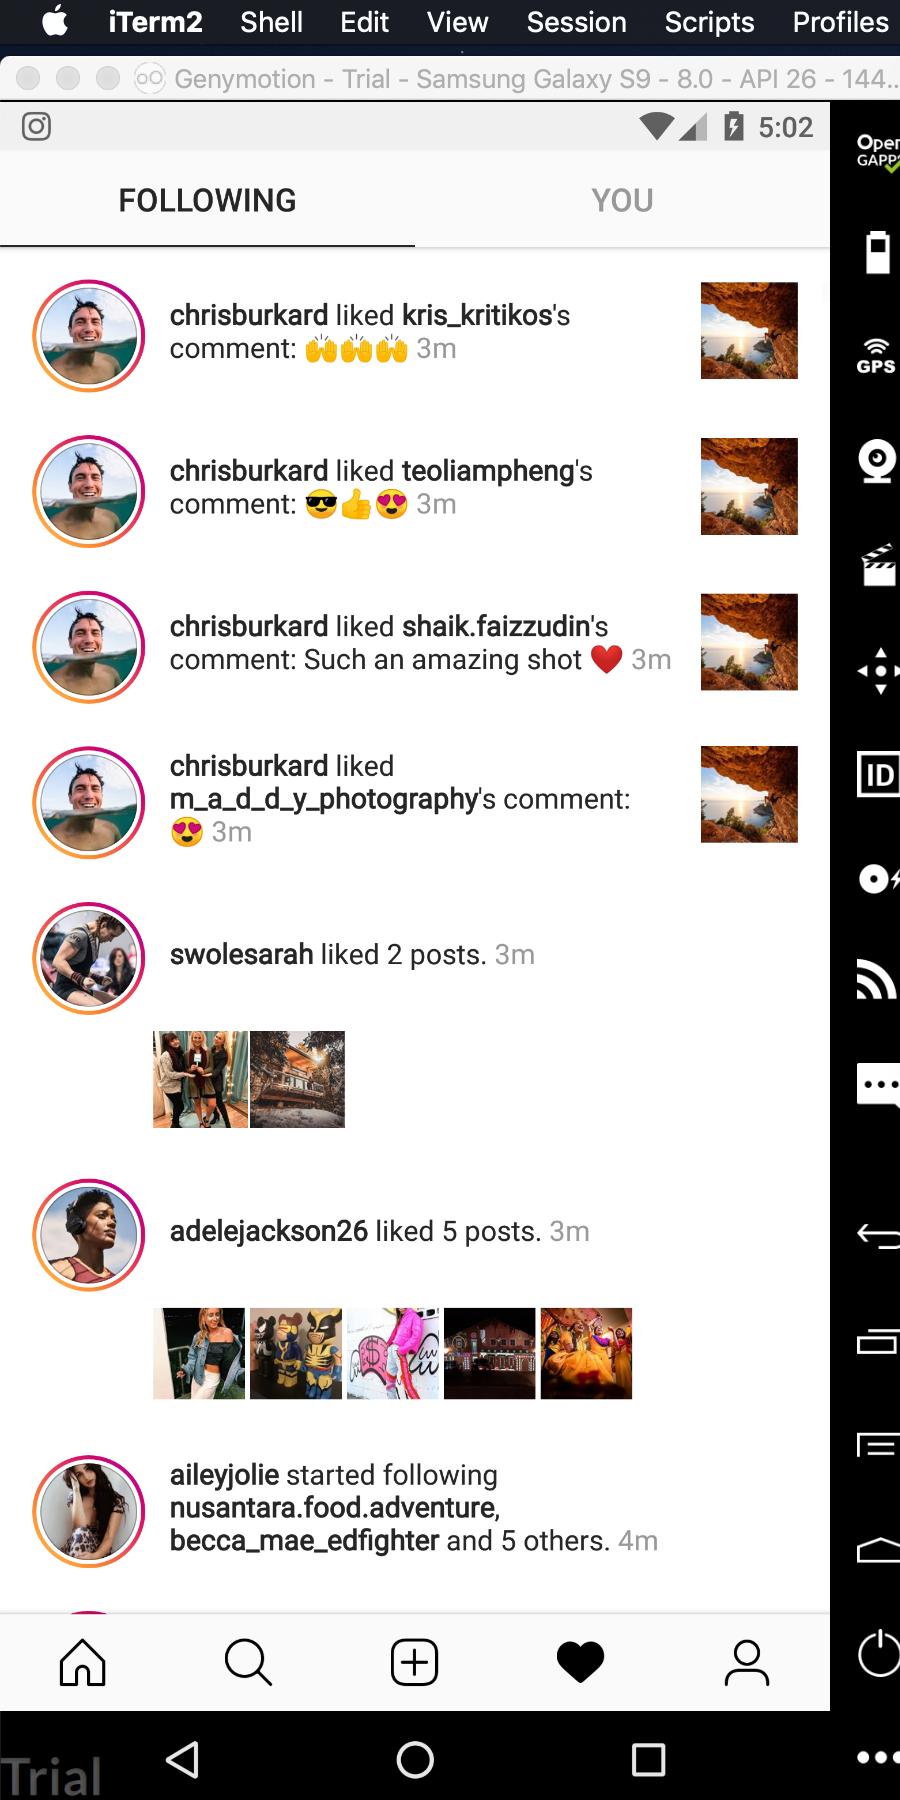 iTerm2 Shell Edit View Session Scripts Profiles
Genymotion - Trial - Samsung Galaxy S9 - 8.0 - API 26 - 144...
5:02
FOLLOWING YOU
chrisburkard liked kris_kritikos's
comment: 🙌🙌🙌 3m
chrisburkard liked teoliampheng's
comment: 😎👍😍 3m
chrisburkard liked shaik.faizzudin's
comment: Such an amazing shot ❤️ 3m
chrisburkard liked
m_a_d_d_y_photography's comment:
😍 3m
swolesarah liked 2 posts. 3m
adelejackson26 liked 5 posts. 3m
aileyjolie started following
nusantara.food.adventure,
becca_mae_edfighter and 5 others. 4m
Open
GAPPS
GPS
ID
Trial